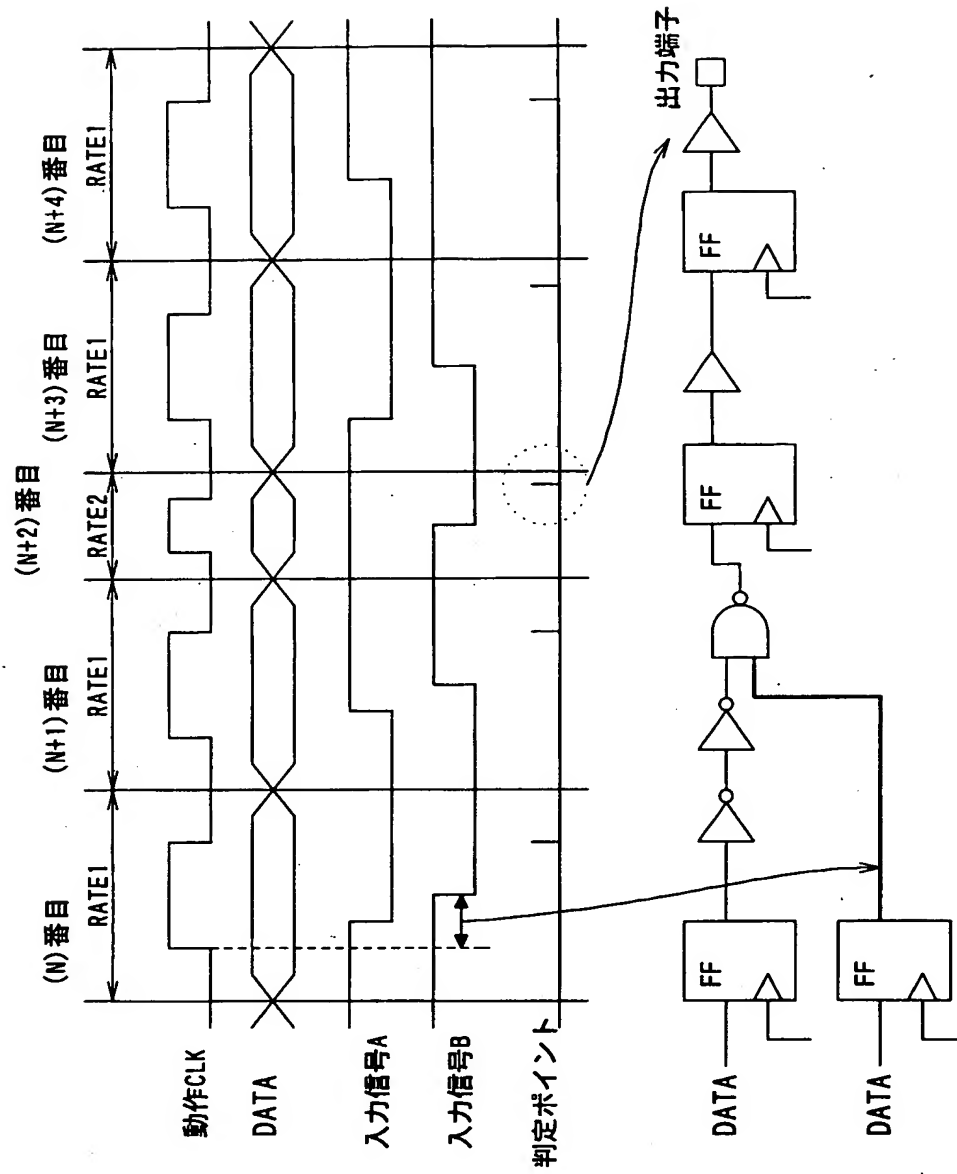 (N)番目
(N+1)番目
(N+2)番目
(N+3)番目
(N+4)番目
RATE1
RATE1
RATE2
RATE1
RATE1
動作CLK
DATA
入力信号A
入力信号B
判定ポイント
出力端子
DATA
FF
FF
FF
DATA
FF